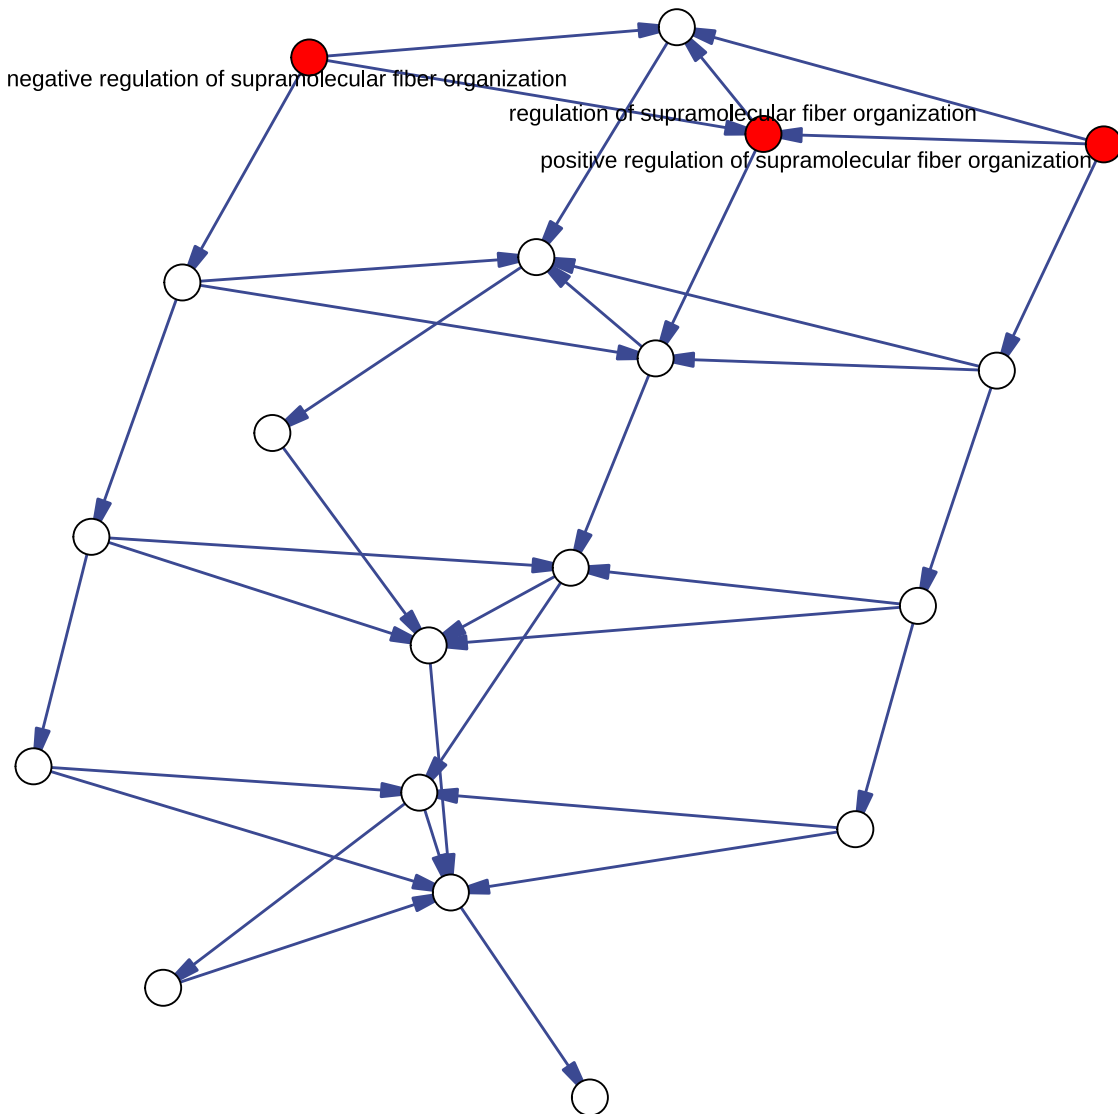 negative regulation of supramolecular fiber organization
regulation of supramolecular fiber organization
positive regulation of supramolecular fiber organization